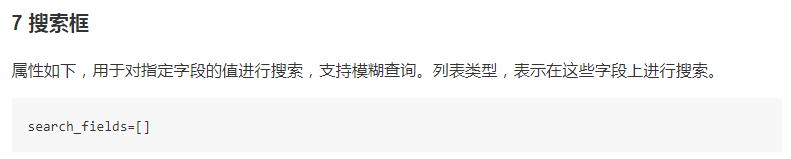 7 搜索框
属性如下，用于对指定字段的值进行搜索，支持模糊查询。列表类型，表示在这些字段上进行搜索。
search_fields=[]